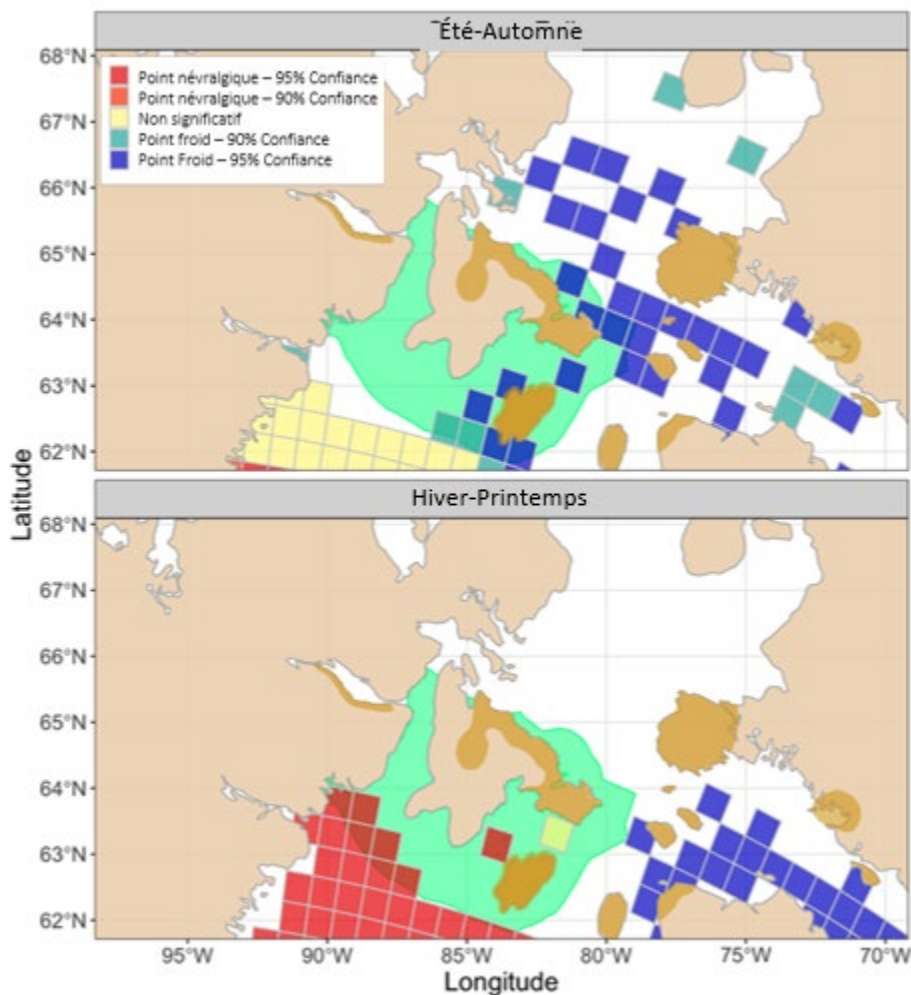 Été-Automne
68°N
67°N
66°N
65°N
64°N
63°N
62°N
Point névralgique – 95% Confiance
Point névralgique – 90% Confiance
Non significatif
Point froid – 90% Confiance
Point Froid – 95% Confiance
Latitude
Hiver-Printemps
68°N
67°N
66°N
65°N
64°N
63°N
62°N
95°W
90°W
85°W
80°W
75°W
70°W
Longitude